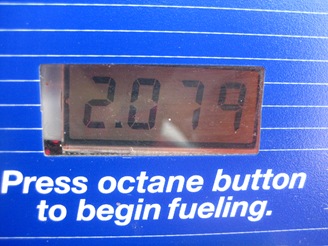 2.079
Press octane button
to begin fueling.